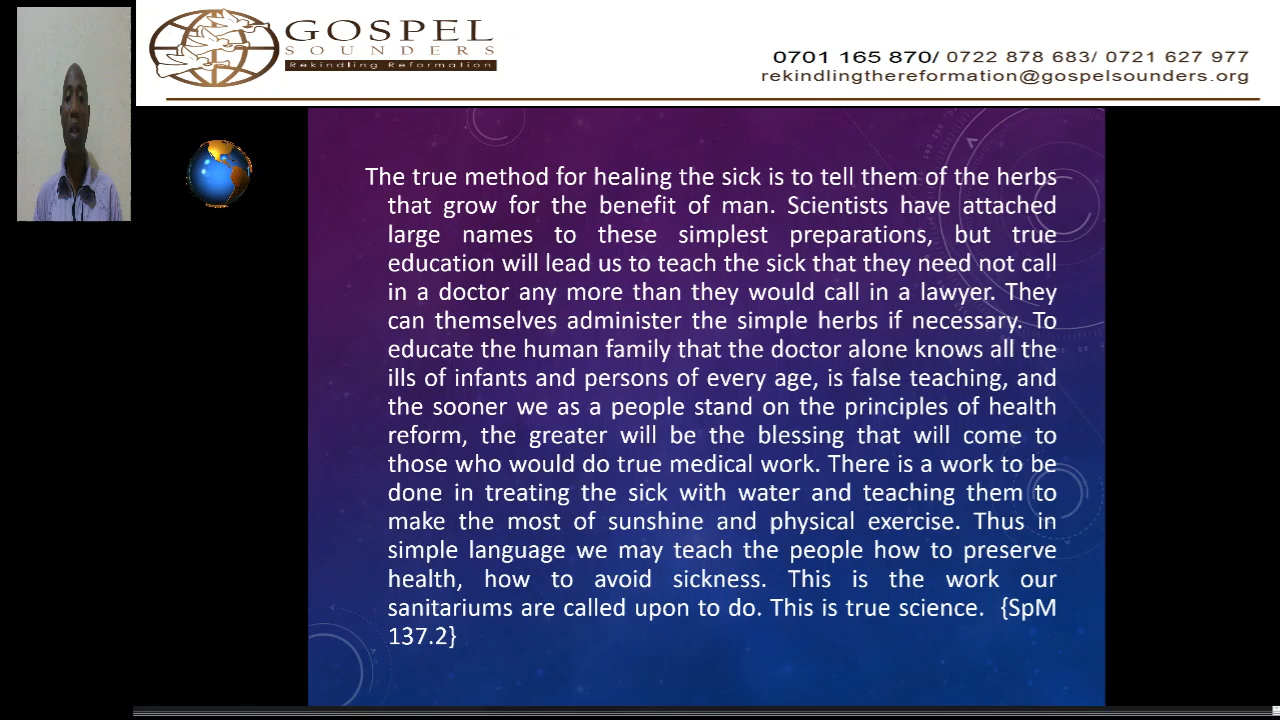 GOSPEL
SOUNDERS
Rekindling Reformation
0701 165 870/ 0722 878 683/ 0721 627 977
rekindlingthereformation@gospelsounders.org
The true method for healing the sick is to tell them of the herbs
that grow for the benefit of man. Scientists have attached
large names to these simplest preparations, but true
education will lead us to teach the sick that they need not call
in a doctor any more than they would call in a lawyer. They
can themselves administer the simple herbs if necessary. To
educate the human family that the doctor alone knows all the
ills of infants and persons of every age, is false teaching, and
the sooner we as a people stand on the principles of health
reform, the greater will be the blessing that will come to
those who would do true medical work. There is a work to be
done in treating the sick with water and teaching them to
make the most of sunshine and physical exercise. Thus in
simple language we may teach the people how to preserve
health, how to avoid sickness. This is the work our
sanitariums are called upon to do. This is true science. {SpM
137.2}